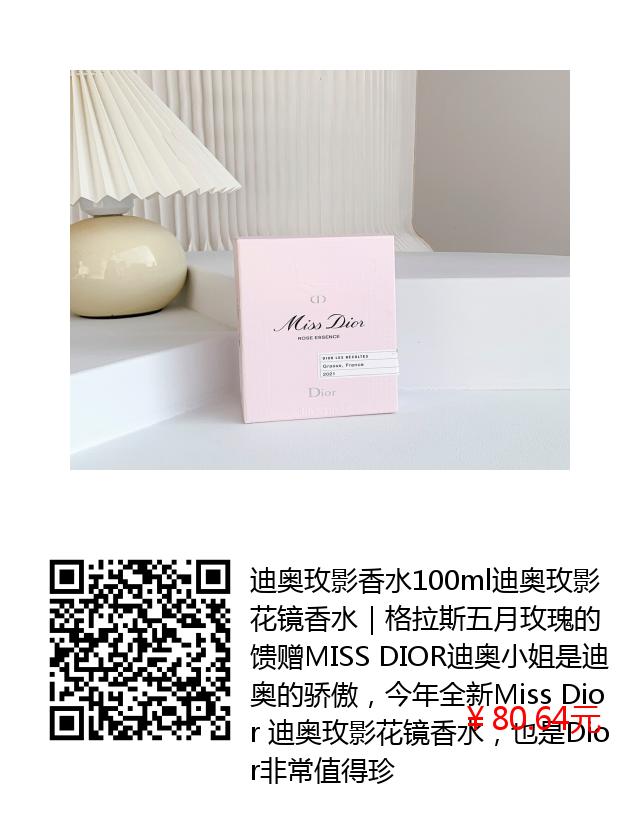 Miss Dior
ROSE ESSENCE
DIOR LES RÉCOLTES
Grasse, France
2021
Dior
迪奥玫影香水100ml迪奥玫影
花镜香水｜格拉斯五月玫瑰的
馈赠MISS DIOR迪奥小姐是迪
奥的骄傲，今年全新Miss Dio
r 迪奥玫影花镜香水，也是Dio
r非常值得珍
￥80.64元